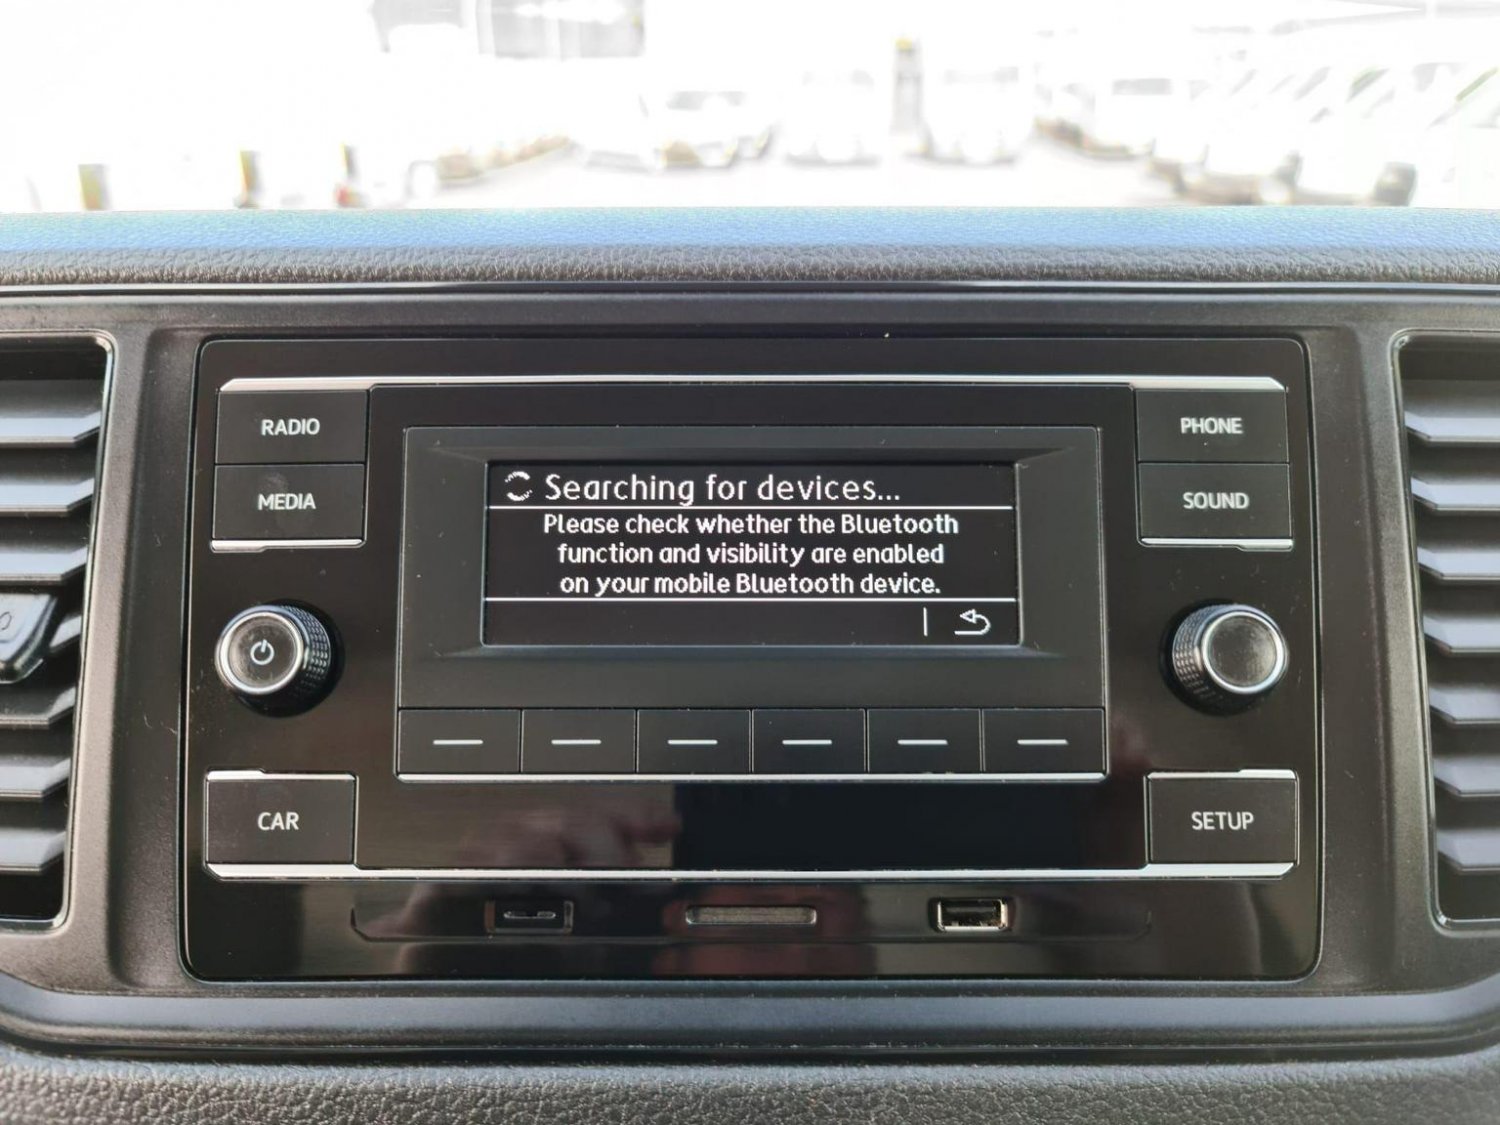 RADIO
MEDIA
Searching for devices...
Please check whether the Bluetooth
function and visibility are enabled
on your mobile Bluetooth device.
PHONE
SOUND
CAR
SETUP